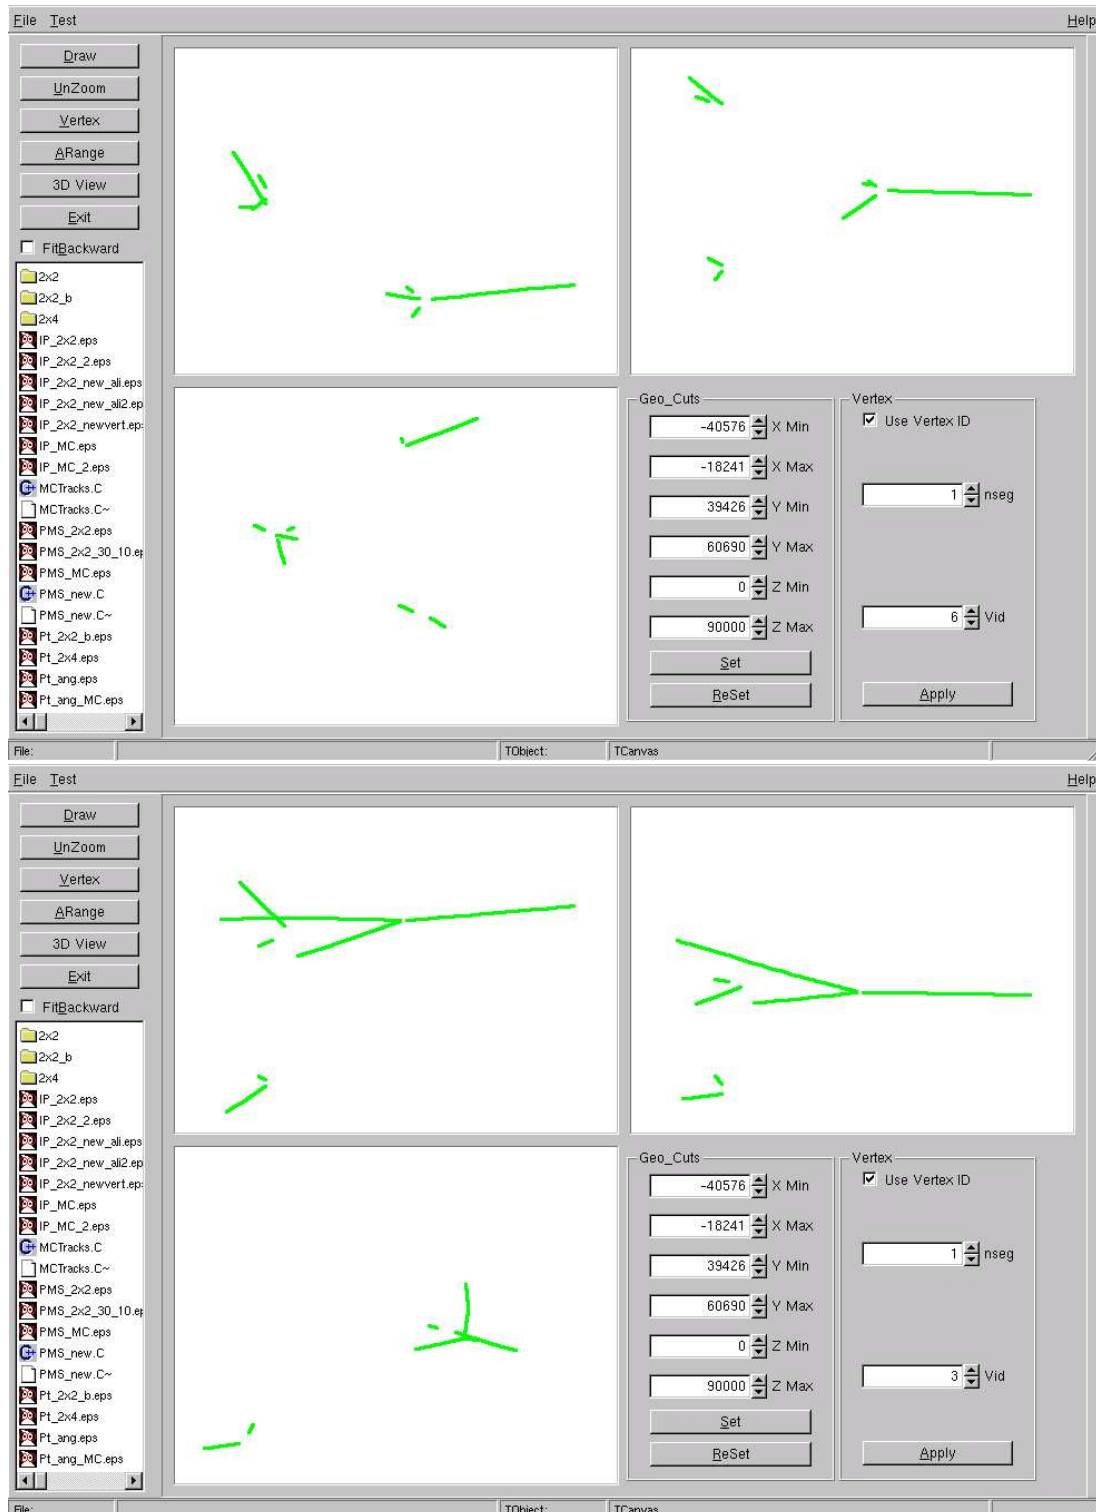 File Test Help
Draw
UnZoom
Vertex
ARange
3D View
Exit
FitBackward
2x2
2x2_b
2x4
IP_2x2.eps
IP_2x2_2.eps
IP_2x2_new_ali.eps
IP_2x2_new_ali2.ep
IP_2x2_newvert.ep
IP_MC.eps
IP_MC_2.eps
MCTracks.C
MCTracks.C~
PMS_2x2.eps
PMS_2x2_30_10.ep
PMS_MC.eps
PMS_new.C
PMS_new.C~
Pt_2x2_b.eps
Pt_2x4.eps
Pt_ang.eps
Pt_ang_MC.eps
Geo_Cuts
-40576 X Min
-18241 X Max
39426 Y Min
60690 Y Max
0 Z Min
90000 Z Max
Set
ReSet
Vertex
Use Vertex ID
1 nseg
6 Vid
Apply
File: TObject: TCanvas
File Test Help
Draw
UnZoom
Vertex
ARange
3D View
Exit
FitBackward
2x2
2x2_b
2x4
IP_2x2.eps
IP_2x2_2.eps
IP_2x2_new_ali.eps
IP_2x2_new_ali2.ep
IP_2x2_newvert.ep
IP_MC.eps
IP_MC_2.eps
MCTracks.C
MCTracks.C~
PMS_2x2.eps
PMS_2x2_30_10.ep
PMS_MC.eps
PMS_new.C
PMS_new.C~
Pt_2x2_b.eps
Pt_2x4.eps
Pt_ang.eps
Pt_ang_MC.eps
Geo_Cuts
-40576 X Min
-18241 X Max
39426 Y Min
60690 Y Max
0 Z Min
90000 Z Max
Set
ReSet
Vertex
Use Vertex ID
1 nseg
3 Vid
Apply
File: TObject: TCanvas